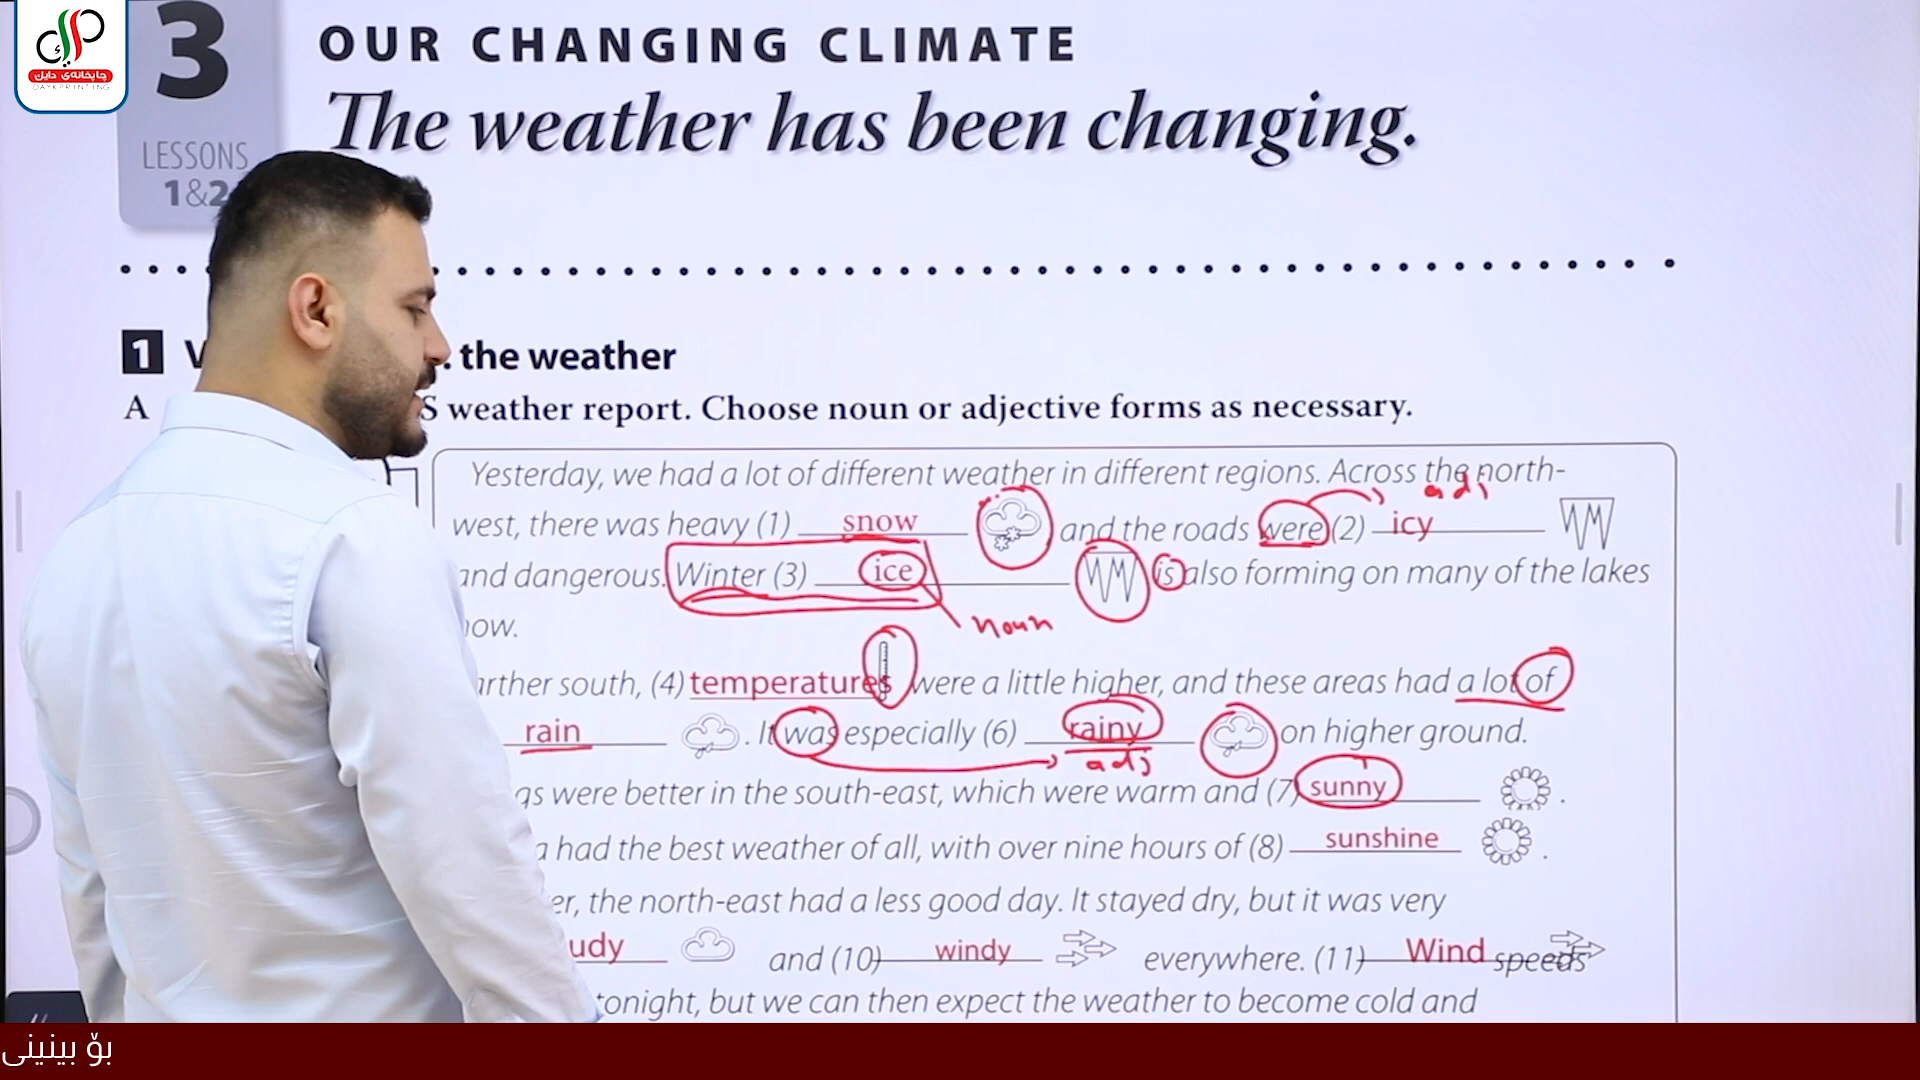 چاپخانەی دایک
DAYKPRINTING
3
LESSONS
1&2
OUR CHANGING CLIMATE
The weather has been changing.
1 the weather
A weather report. Choose noun or adjective forms as necessary.
Yesterday, we had a lot of different weather in different regions. Across the north-
adj
west, there was heavy (1) snow and the roads were (2) icy
and dangerous. Winter (3) ice is also forming on many of the lakes
noun
south, (4) temperatures were a little higher, and these areas had a lot of
rain . It was especially (6) rainy on higher ground.
adj
were better in the south-east, which were warm and (7) sunny .
had the best weather of all, with over nine hours of (8) sunshine .
the north-east had a less good day. It stayed dry, but it was very
and (10) windy everywhere. (11) Wind speeds
tonight, but we can then expect the weather to become cold and
بۆ بینینی